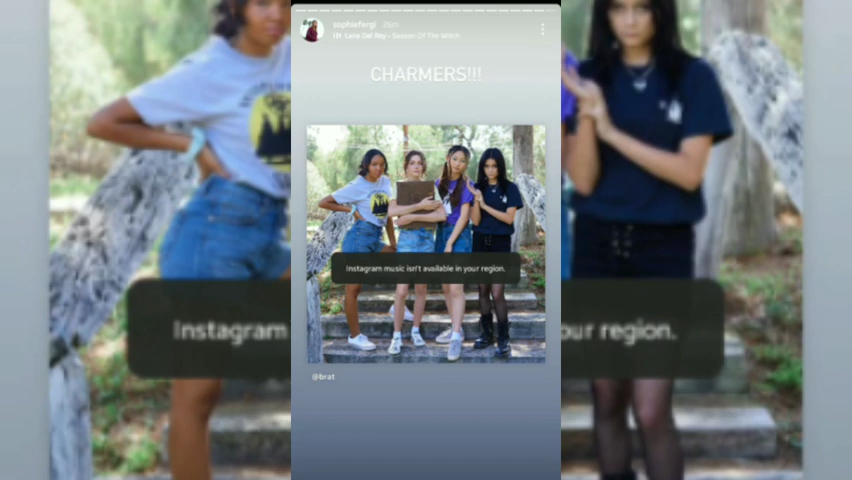 sophiefergi 26m
Lana Del Rey - Season Of The Witch
CHARMERS!!!
Instagram music isn't available in your region.
@brat
Instagram
our region.